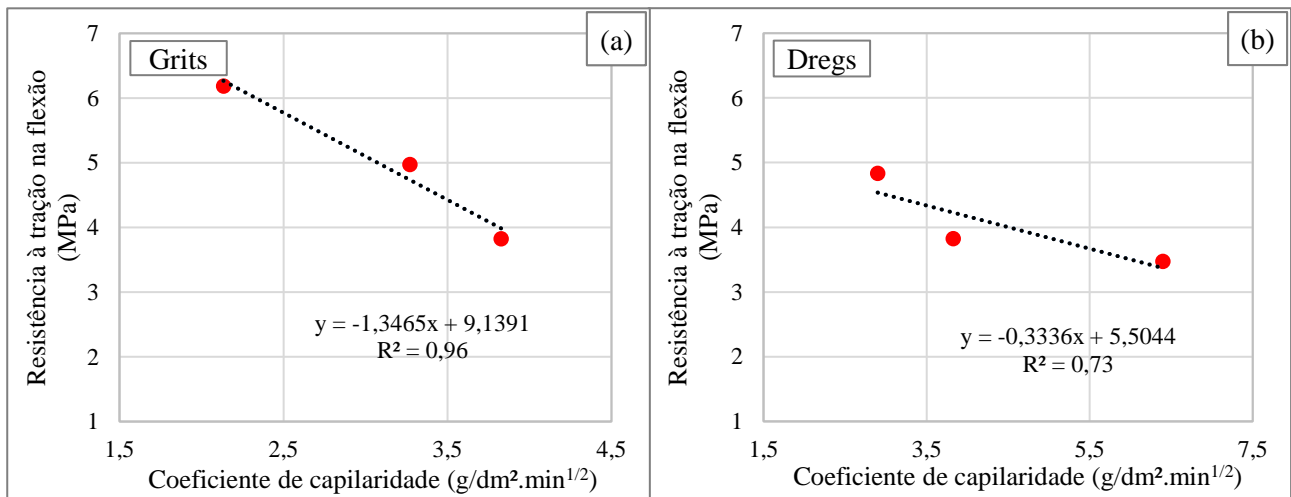 (a)
Grits
Resistência à tração na flexão
(MPa)
7
6
5
4
3
2
1
y = -1,3465x + 9,1391
R² = 0,96
1,5
2,5
3,5
4,5
Coeficiente de capilaridade (g/dm².min¹/²)
(b)
Dregs
Resistência à tração na flexão
(MPa)
7
6
5
4
3
2
1
y = -0,3336x + 5,5044
R² = 0,73
1,5
3,5
5,5
7,5
Coeficiente de capilaridade (g/dm².min¹/²)